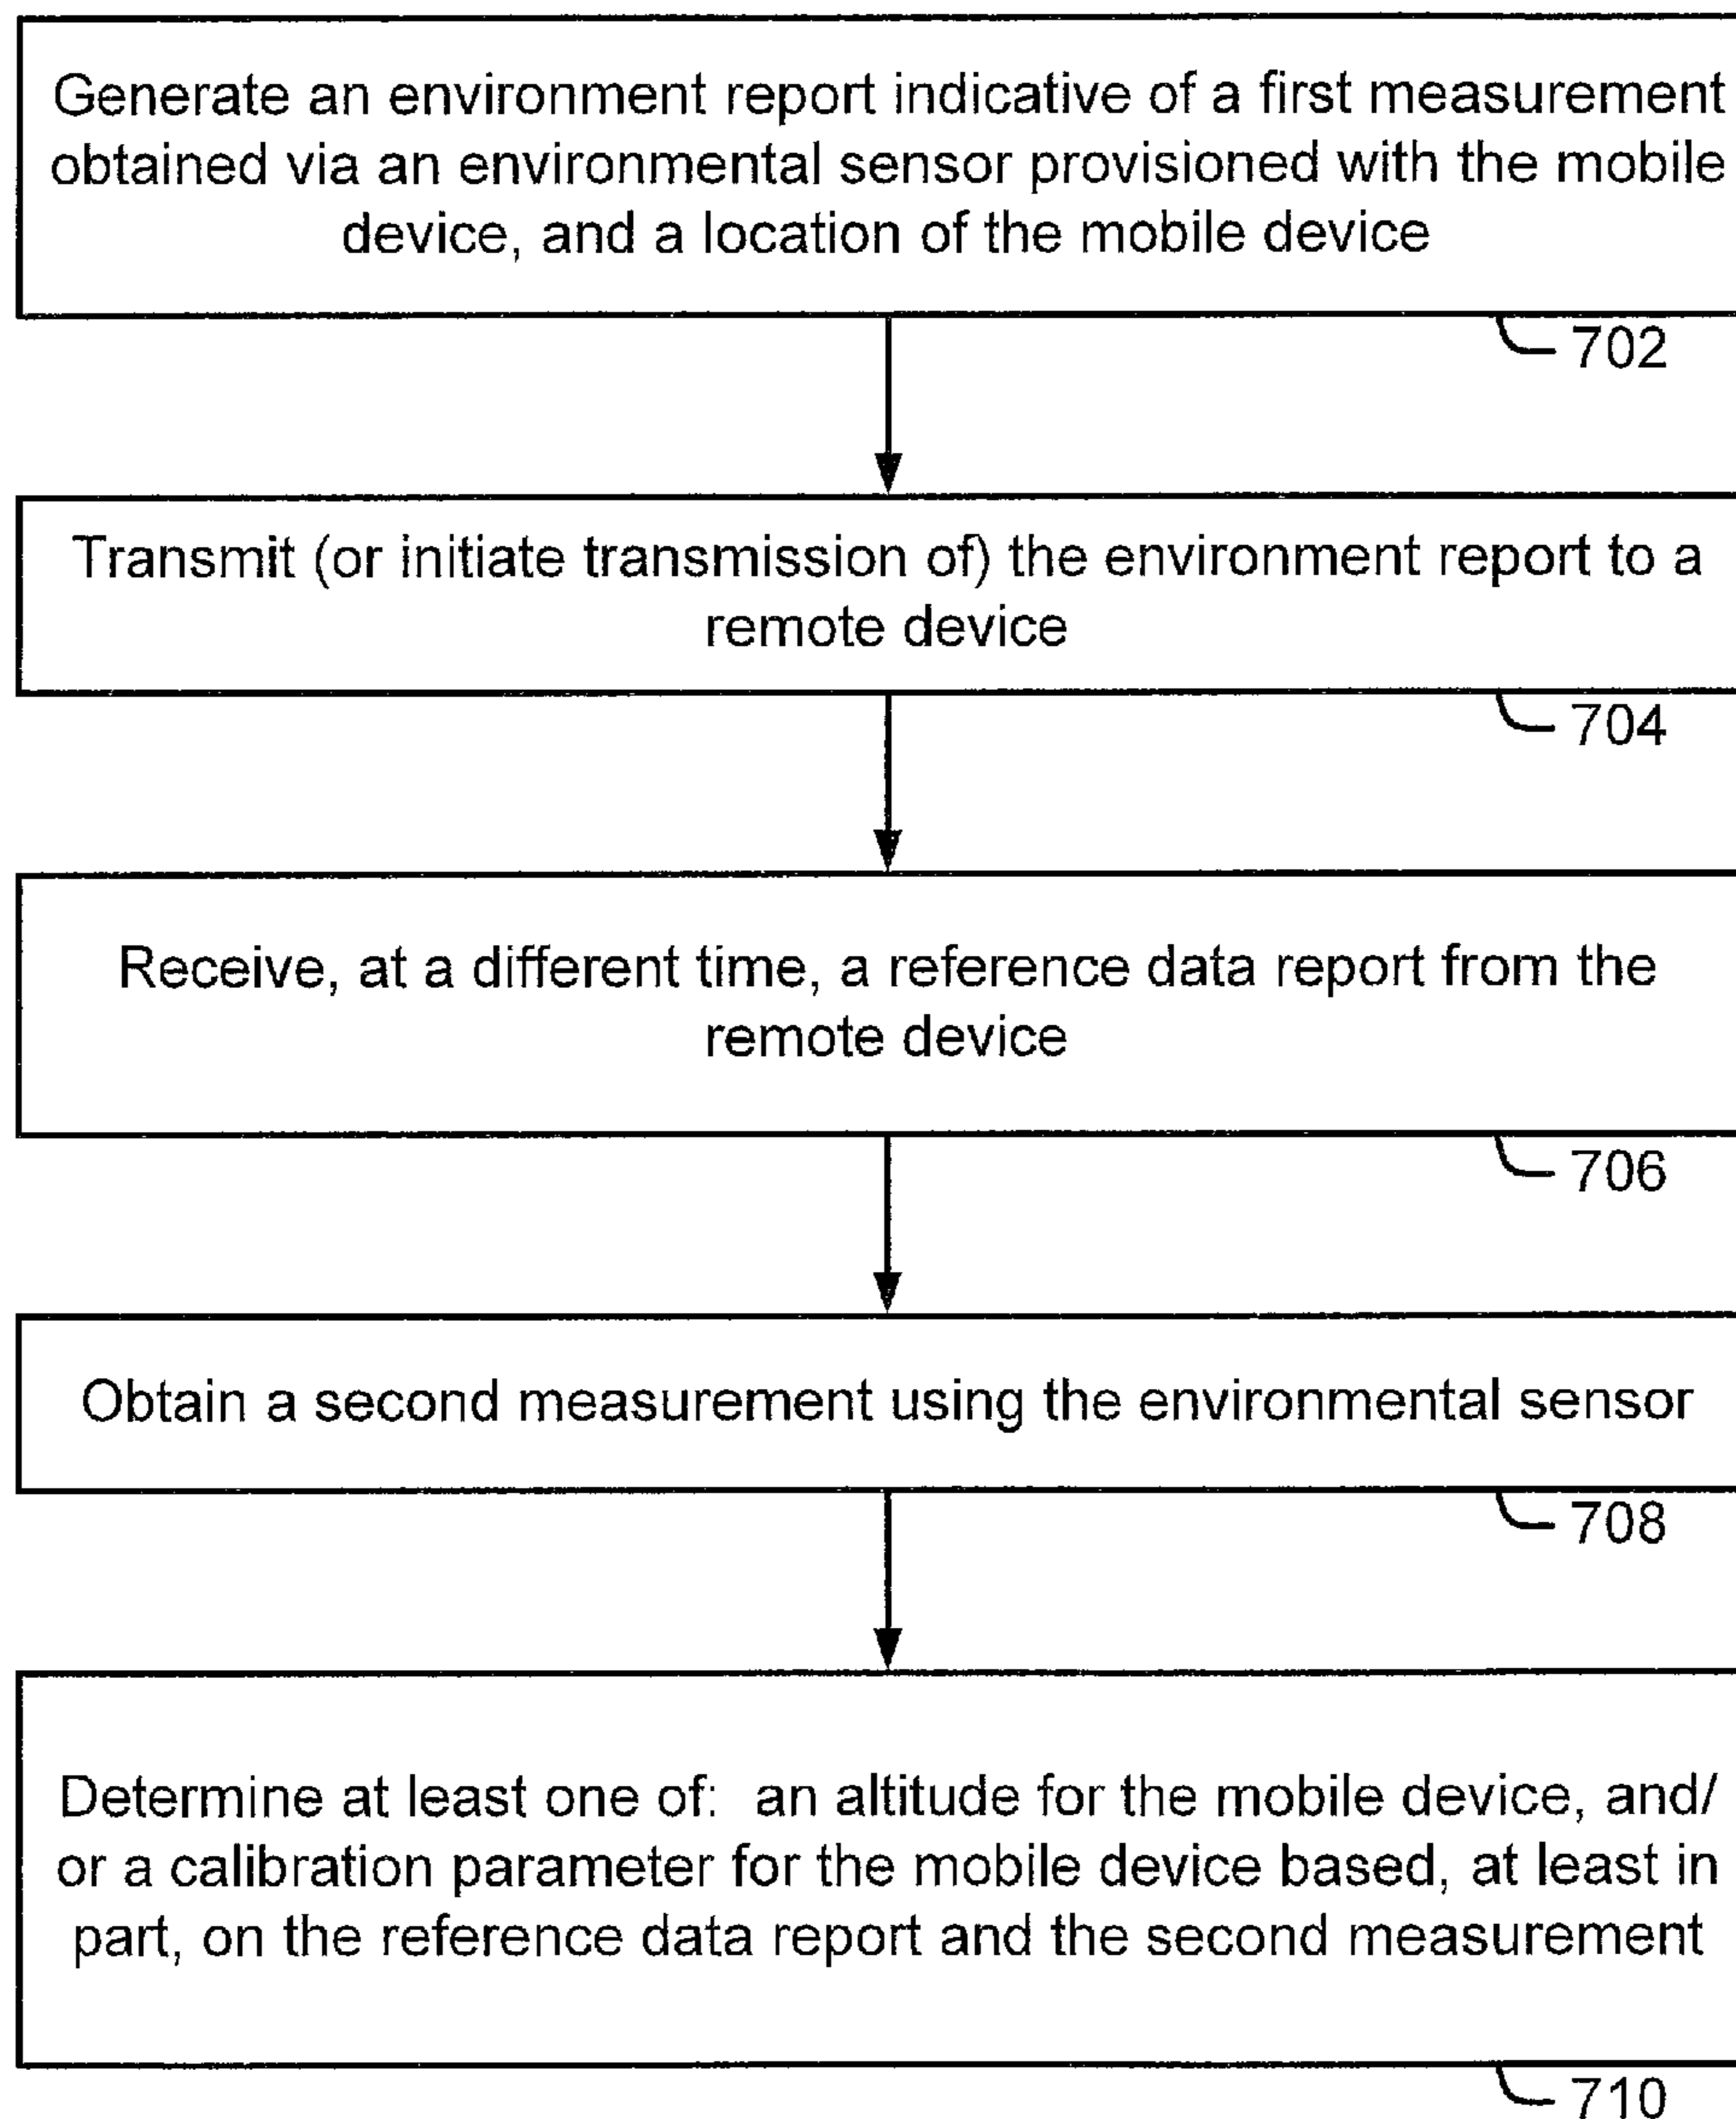 Generate an environment report indicative of a first measurement
obtained via an environmental sensor provisioned with the mobile
device, and a location of the mobile device
702
Transmit (or initiate transmission of) the environment report to a
remote device
704
Receive, at a different time, a reference data report from the
remote device
706
Obtain a second measurement using the environmental sensor
708
Determine at least one of: an altitude for the mobile device, and/
or a calibration parameter for the mobile device based, at least in
part, on the reference data report and the second measurement
710